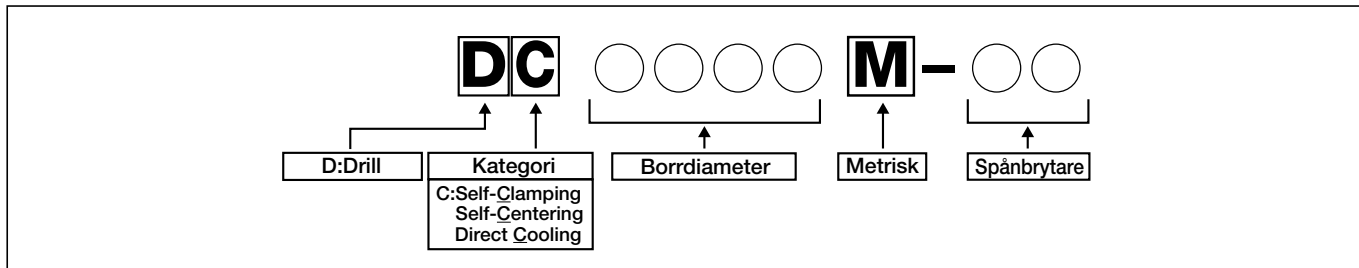 DC M-
D:Drill
Kategori
Borrdiameter
Metrisk
Spånbrytare
C:Self-Clamping
Self-Centering
Direct Cooling